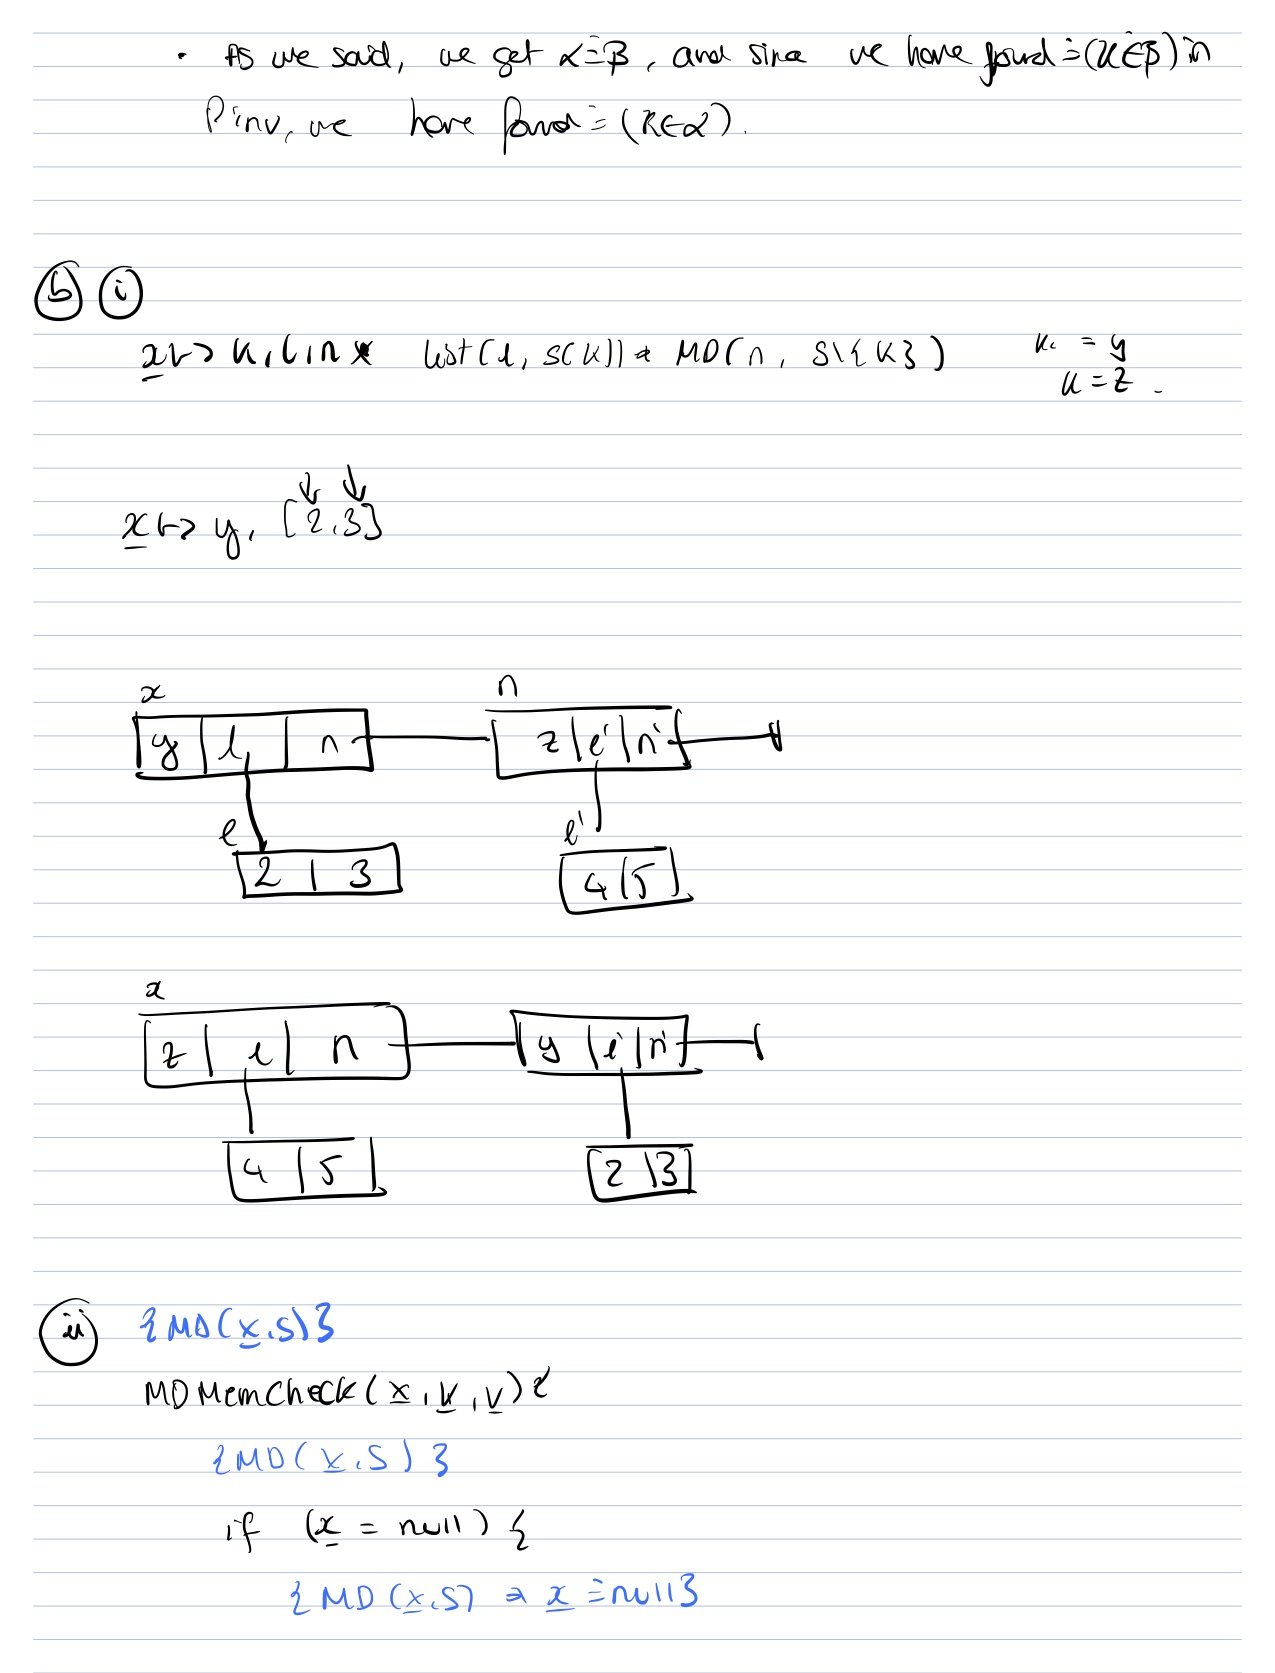 · As we said, we get α ≐ β, and since we have found ≐ (k ∈̇ β) in
Pinv, we have found ≐ (k ∈ α).
b i
x ↦ k, l, n * list(l, S(k)) * MD(n, S\{k}) k = y
k = z
x ↦ y, [2,3]
x n
y | l | n z | l' | n'
l l'
2 | 3 4 | 5
x
z | l | n y | l' | n'
4 | 5 2 | 3
ii {MD(x,S)}
MDMemCheck(x, k, v) {
{MD(x,S)}
if (x = null) {
{MD(x,S) * x ≐ null}